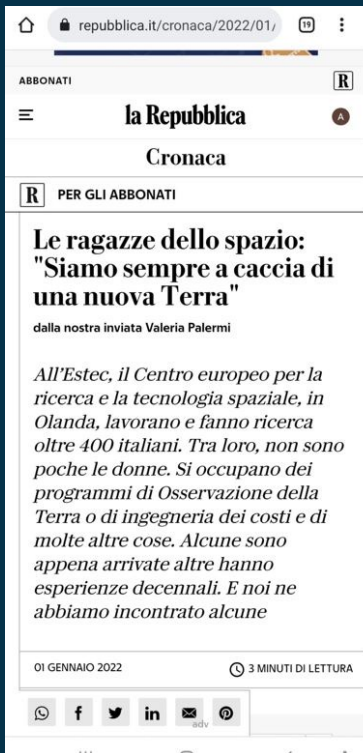 repubblica.it/cronaca/2022/01/
19
ABBONATI
R
la Repubblica
A
Cronaca
R PER GLI ABBONATI
Le ragazze dello spazio:
"Siamo sempre a caccia di
una nuova Terra"
dalla nostra inviata Valeria Palermi
All'Estec, il Centro europeo per la
ricerca e la tecnologia spaziale, in
Olanda, lavorano e fanno ricerca
oltre 400 italiani. Tra loro, non sono
poche le donne. Si occupano dei
programmi di Osservazione della
Terra o di ingegneria dei costi e di
molte altre cose. Alcune sono
appena arrivate altre hanno
esperienze decennali. E noi ne
abbiamo incontrato alcune
01 GENNAIO 2022
3 MINUTI DI LETTURA
f
in
adv